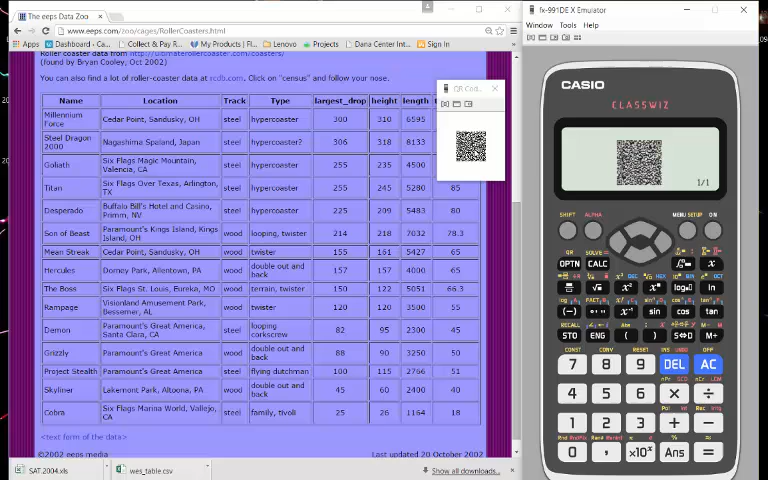 The eeps Data Zoo
www.eeps.com/zoo/cages/RollerCoasters.html
Apps Dashboard - Ca... Collect & Pay R... My Products | Fl... Lenovo Projects Dana Center Int... Sign In
Roller coaster data from http://ultimaterollercoaster.com/coasters/
(found by Bryan Cooley, Oct 2002)
You can also find a lot of roller-coaster data at rcdb.com. Click on "census" and follow your nose.
Name Location Track Type largest_drop height length
Millennium Force Cedar Point, Sandusky, OH steel hypercoaster 300 310 6595
Steel Dragon 2000 Nagashima Spaland, Japan steel hypercoaster? 306 318 8133
Goliath Six Flags Magic Mountain, Valencia, CA steel hypercoaster 255 235 4500
Titan Six Flags Over Texas, Arlington, TX steel hypercoaster 255 245 5280 85
Desperado Buffalo Bill's Hotel and Casino, Primm, NV steel hypercoaster 225 209 5483 80
Son of Beast Paramount's Kings Island, Kings Island, OH wood looping, twister 214 218 7032 78.3
Mean Streak Cedar Point, Sandusky, OH wood twister 155 161 5427 65
Hercules Dorney Park, Allentown, PA wood double out and back 157 157 4000 65
The Boss Six Flags St. Louis, Eureka, MO wood terrain, twister 150 122 5051 66.3
Rampage Visionland Amusement Park, Bessemer, AL wood twister 120 120 3500 55
Demon Paramount's Great America, Santa Clara, CA steel looping corkscrew 82 95 2300 45
Grizzly Paramount's Great America wood double out and back 88 90 3250 50
Project Stealth Paramount's Great America steel flying dutchman 100 115 2766 51
Skyliner Lakemont Park, Altoona, PA wood double out and back 45 60 2400 40
Cobra Six Flags Marina World, Vallejo, CA steel family, tivoli 25 26 1164 18
<text form of the data>
©2002 eeps media Last updated 20 October 2002
SAT 2004.xls wes_table.csv Show all downloads...
QR Cod...
fx-991DE X Emulator
Window Tools Help
CASIO
CLASSWIZ
1/1
SHIFT ALPHA MENU SETUP ON
QR SOLVE
OPTN CALC x
log ln
(−) sin cos tan
RECALL
STO ENG ( ) S⇔D M+
CONST CONV RESET INS UNDO OFF
7 8 9 DEL AC
4 5 6 × ÷
1 2 3 + −
0 , ×10ˣ Ans =